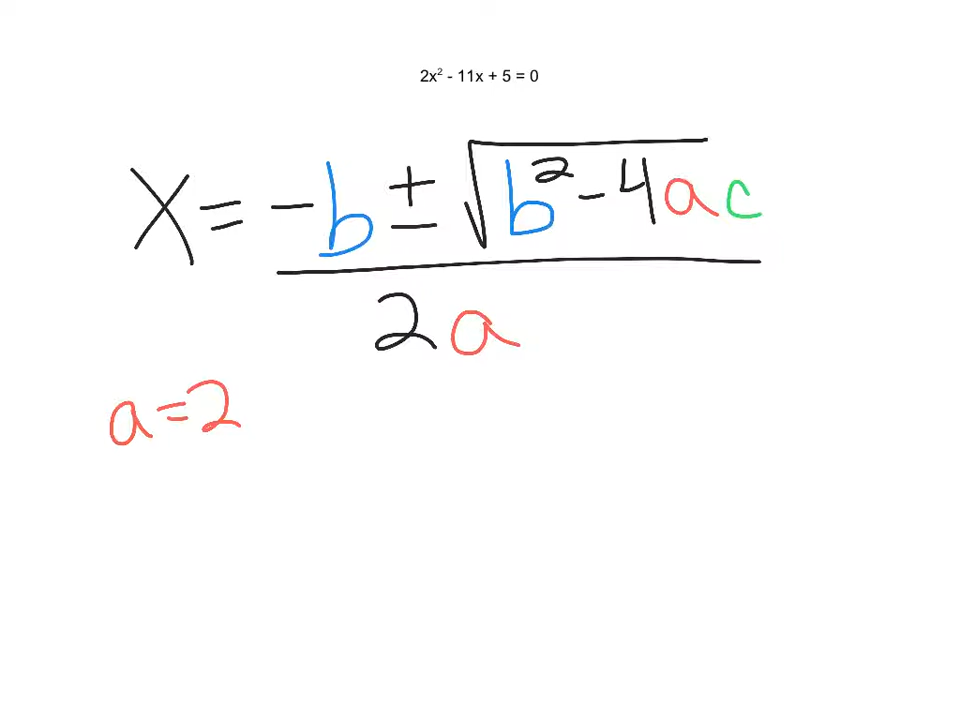 2x² - 11x + 5 = 0
X = -b ± √b² - 4ac
2a
a = 2